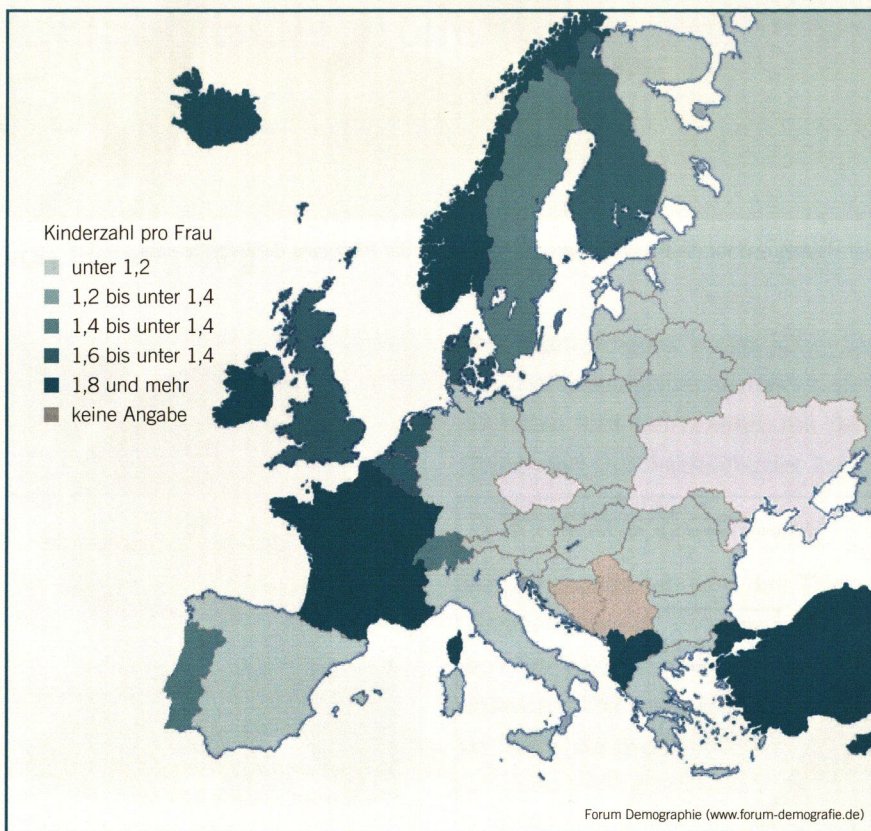 Kinderzahl pro Frau
unter 1,2
1,2 bis unter 1,4
1,4 bis unter 1,4
1,6 bis unter 1,4
1,8 und mehr
keine Angabe
Forum Demographie (www.forum-demografie.de)